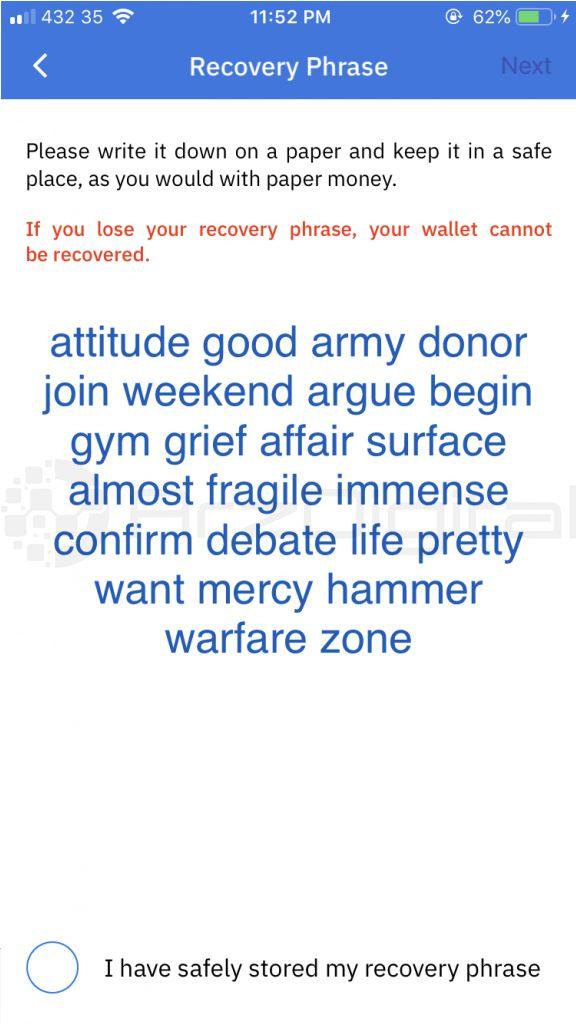 432 35 11:52 PM 62%
Recovery Phrase Next
Please write it down on a paper and keep it in a safe
place, as you would with paper money.
If you lose your recovery phrase, your wallet cannot
be recovered.
attitude good army donor
join weekend argue begin
gym grief affair surface
almost fragile immense
confirm debate life pretty
want mercy hammer
warfare zone
I have safely stored my recovery phrase